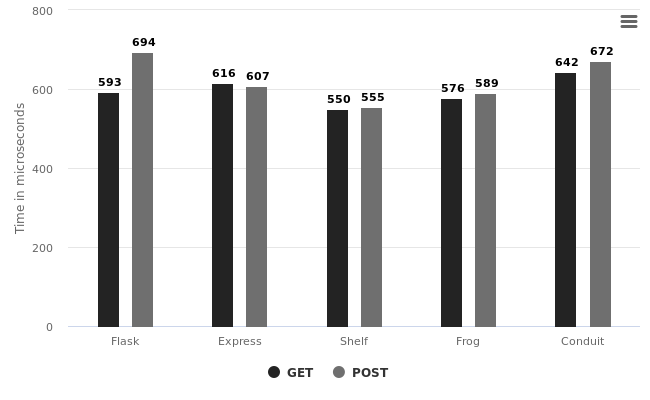 800
694
593
616
607
550
555
576
589
642
672
600
400
200
0
Time in microseconds
Flask
Express
Shelf
Frog
Conduit
GET
POST